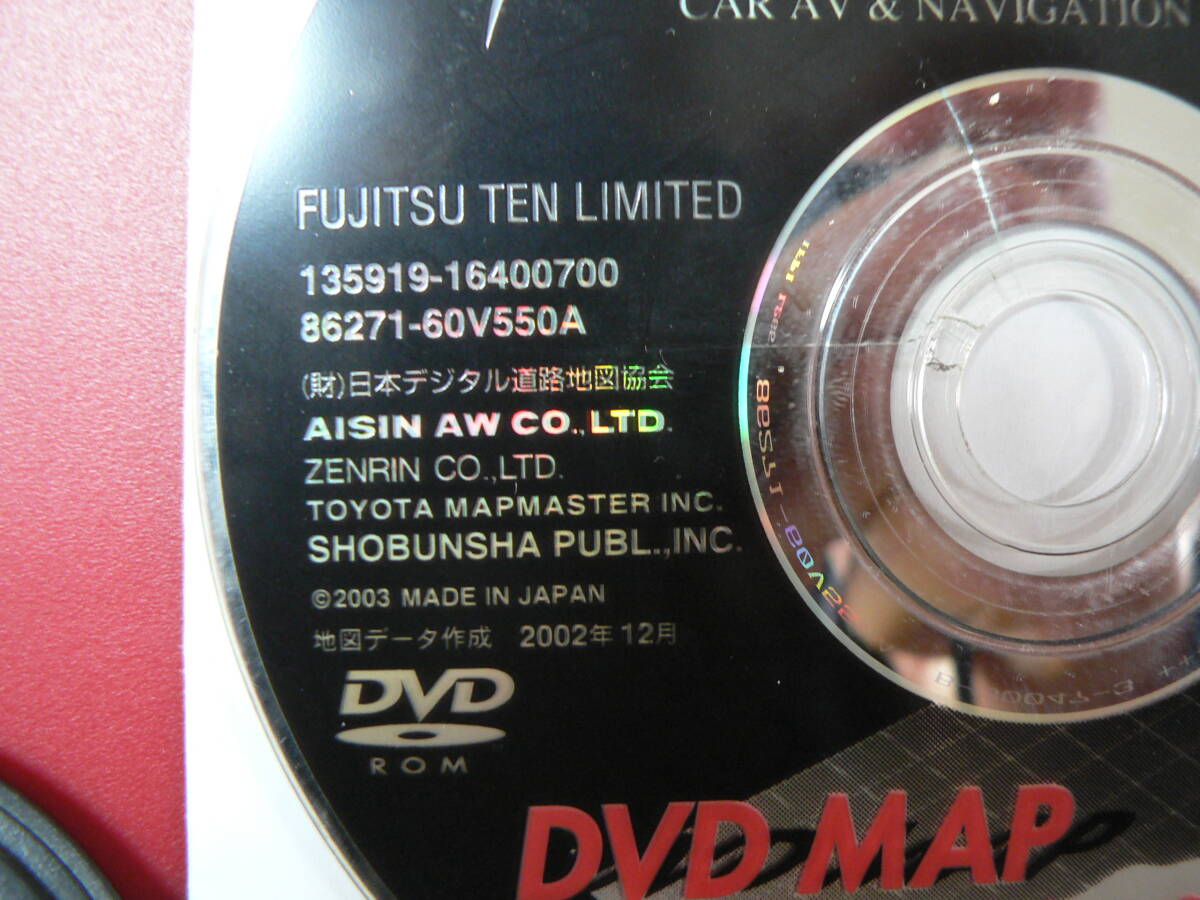 CAR AV & NAVIGATION
FUJITSU TEN LIMITED
135919-16400700
86271-60V550A
(財)日本デジタル道路地図協会
AISIN AW CO.,LTD.
ZENRIN CO.,LTD.
TOYOTA MAPMASTER INC.
SHOBUNSHA PUBL.,INC.
©2003 MADE IN JAPAN
地図データ作成 2002年12月
DVD
ROM
DVD MAP